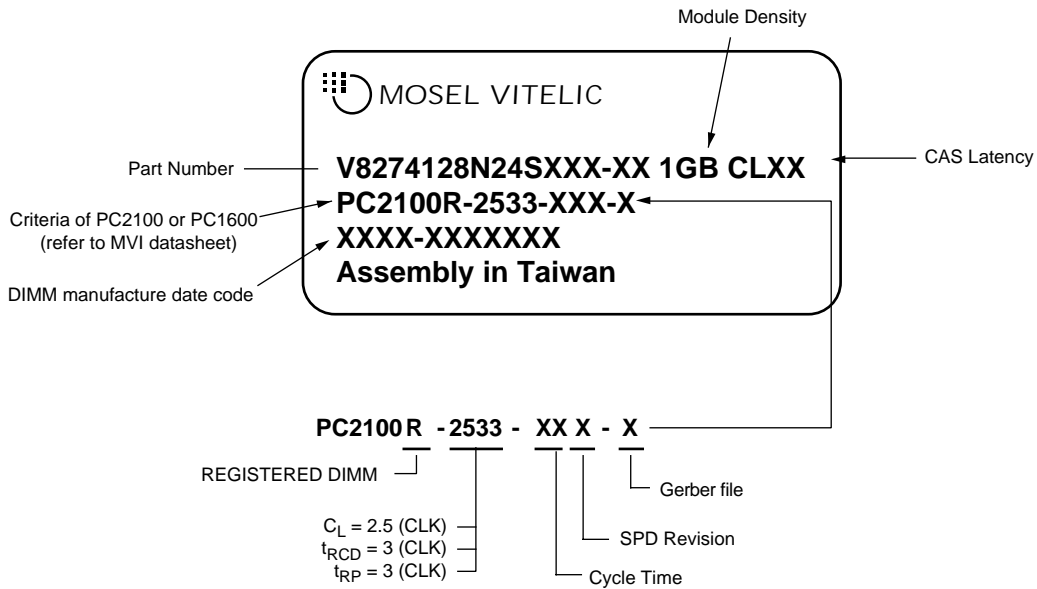 Module Density
MOSEL VITELIC
Part Number
V8274128N24SXXX-XX 1GB CLXX
CAS Latency
Criteria of PC2100 or PC1600
(refer to MVI datasheet)
PC2100R-2533-XXX-X
XXXX-XXXXXXX
DIMM manufacture date code
Assembly in Taiwan
PC2100 R - 2533 - XX X - X
REGISTERED DIMM
Gerber file
CL = 2.5 (CLK)
tRCD = 3 (CLK)
tRP = 3 (CLK)
SPD Revision
Cycle Time